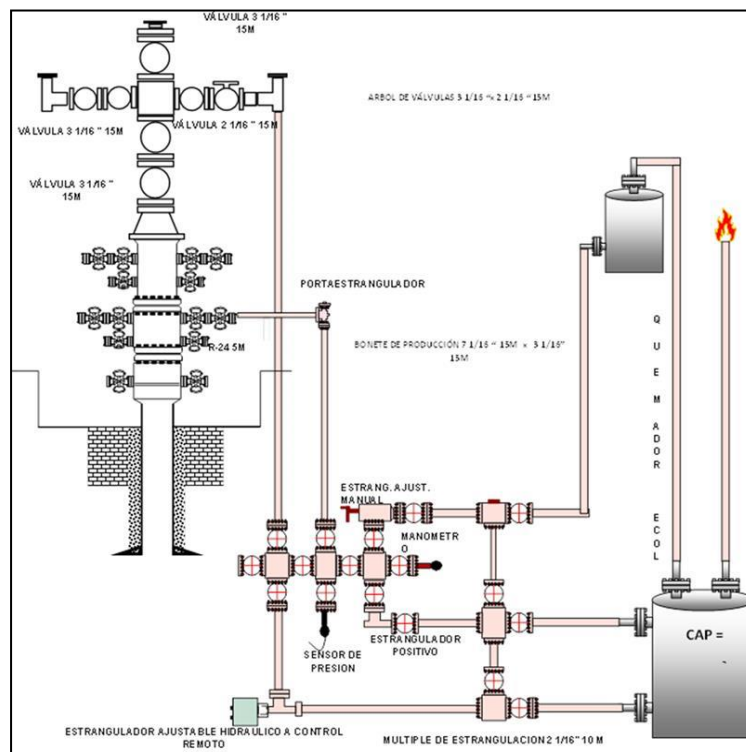 VÁLVULA 3 1/16"
15M
ARBOL DE VÁLVULAS 3 1/16 "x 2 1/16 "15M
VÁLVULA 3 1/16" 15M
VÁLVULA 2 1/16" 15M
VÁLVULA 3 1/16"
15M
PORTAESTRANGULADOR
R-24 5M
BONETE DE PRODUCCIÓN 7 1/16 " 15M x 3 1/16"
15M
QUEMADOR ECOL
ESTRANG. AJUST.
MANUAL
MANOMETR
O
ESTRANGULADOR
POSITIVO
SENSOR DE
PRESION
CAP =
-
ESTRANGULADOR AJUSTABLE HIDRAULICO A CONTROL
REMOTO
MULTIPLE DE ESTRANGULACION 2 1/16" 10 M